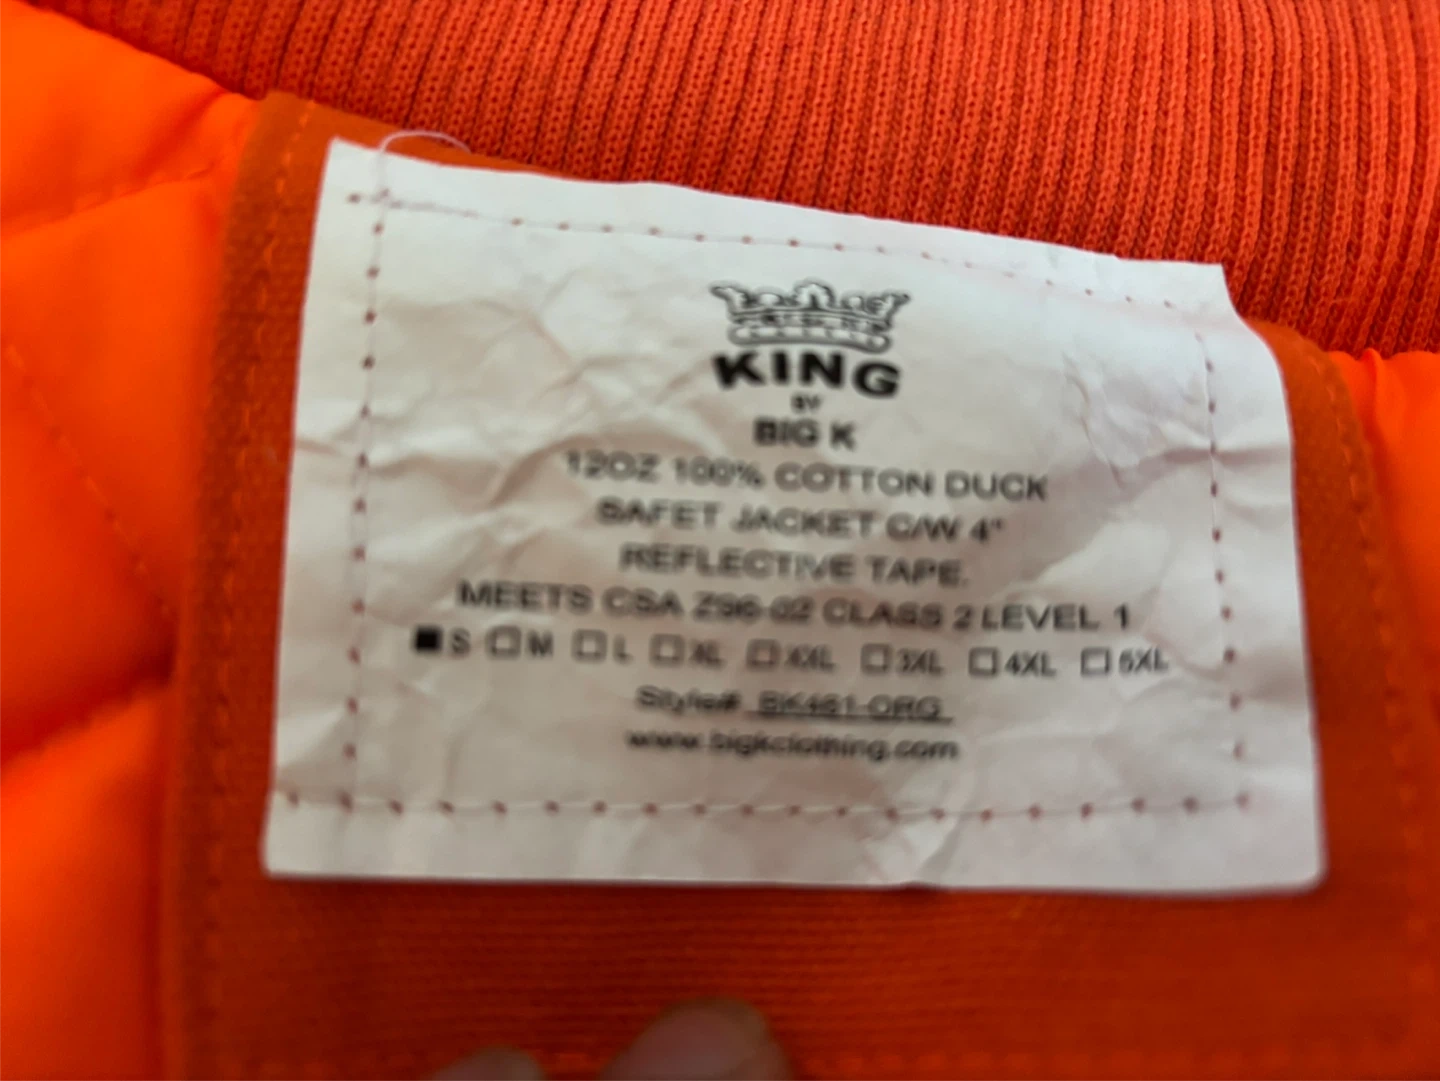 KING
BY
BIG K
12OZ 100% COTTON DUCK
SAFET JACKET C/W 4"
REFLECTIVE TAPE.
MEETS CSA Z96-02 CLASS 2 LEVEL 1
■ S □ M □ L □ XL □ XXL □ 3XL □ 4XL □ 5XL
Style# BK461-ORG
www.bigkclothing.com